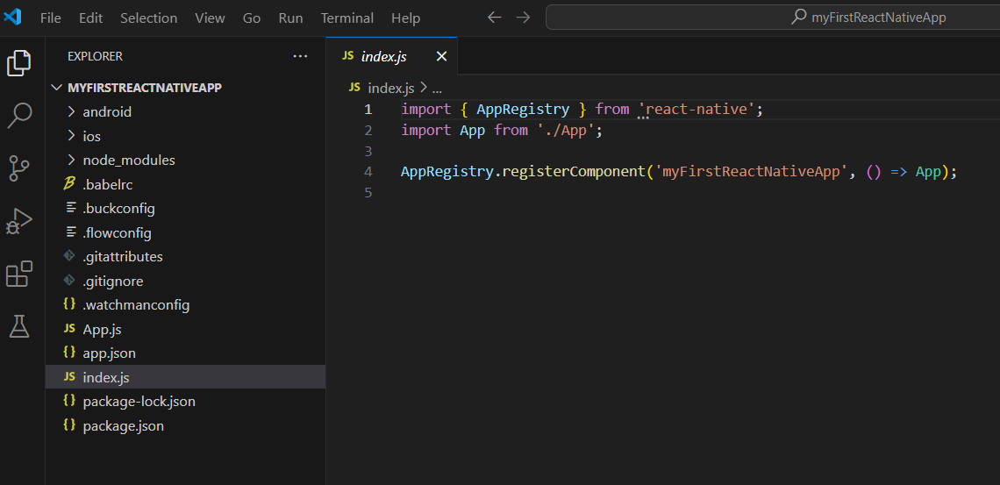 File Edit Selection View Go Run Terminal Help
myFirstReactNativeApp
EXPLORER
MYFIRSTREACTNATIVEAPP
android
ios
node_modules
.babelrc
.buckconfig
.flowconfig
.gitattributes
.gitignore
.watchmanconfig
JS App.js
{} app.json
JS index.js
{} package-lock.json
{} package.json
JS index.js
JS index.js > ...
1 import { AppRegistry } from 'react-native';
2 import App from './App';
3
4 AppRegistry.registerComponent('myFirstReactNativeApp', () => App);
5